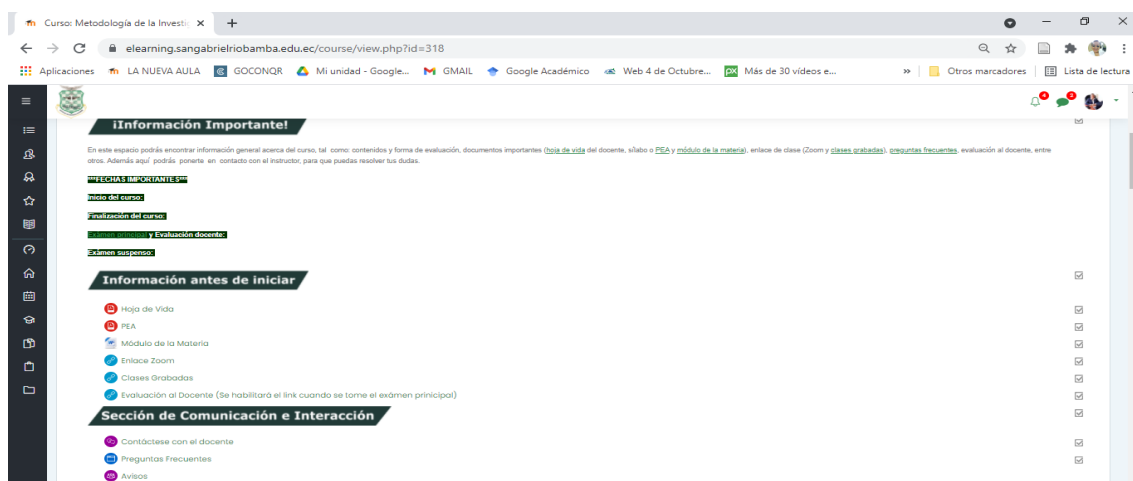 Curso: Metodología de la Investi
elearning.sangabrielriobamba.edu.ec/course/view.php?id=318
Aplicaciones LA NUEVA AULA GOCONQR Mi unidad - Google... GMAIL Google Académico Web 4 de Octubre... Más de 30 vídeos e... » Otros marcadores Lista de lectura
¡Información Importante!
En este espacio podrás encontrar información general acerca del curso, tal como: contenidos y forma de evaluación, documentos importantes (hoja de vida del docente, sílabo o PEA y módulo de la materia), enlace de clase (Zoom y clases grabadas), preguntas frecuentes, evaluación al docente, entre
otros. Además aquí podrás ponerte en contacto con el instructor, para que puedas resolver tus dudas.
***FECHAS IMPORTANTES***
Inicio del curso:
Finalización del curso:
Exámen principal y Evaluación docente:
Exámen suspenso:
Información antes de iniciar
Hoja de Vida
PEA
Módulo de la Materia
Enlace Zoom
Clases Grabadas
Evaluación al Docente (Se habilitará el link cuando se tome el exámen prinicipal)
Sección de Comunicación e Interacción
Contáctese con el docente
Preguntas Frecuentes
Avisos